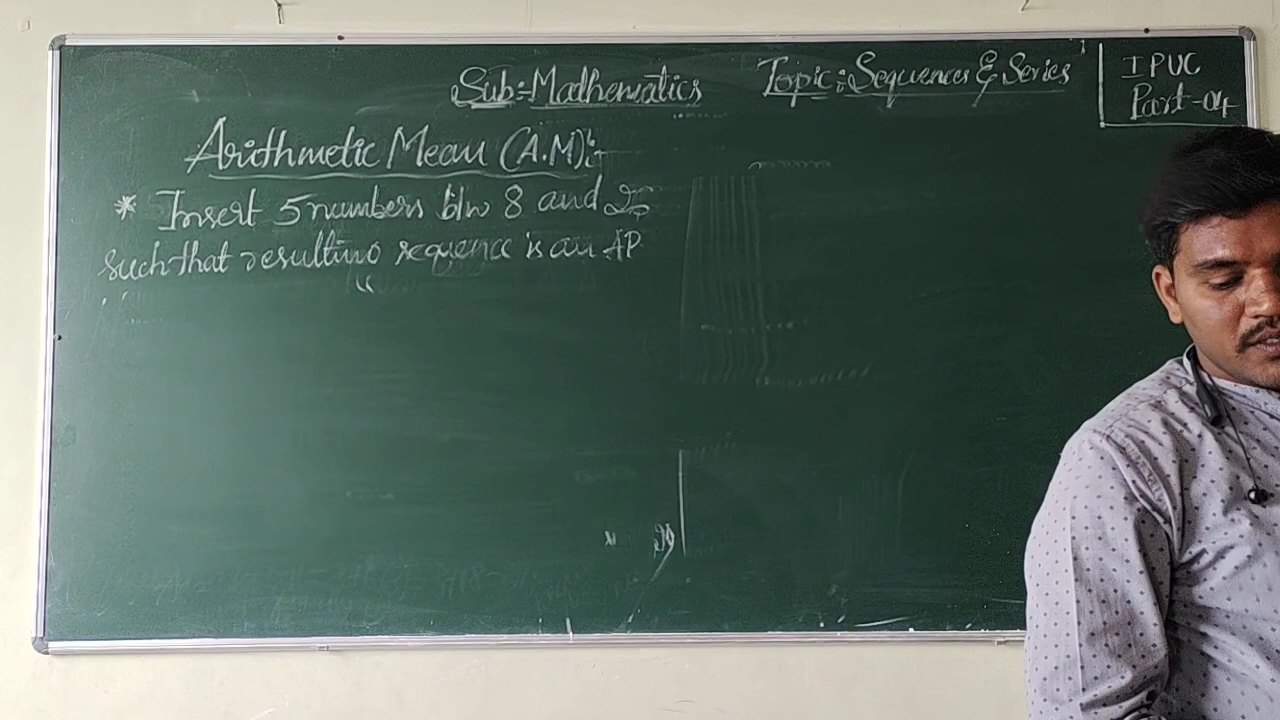 Sub:- Mathematics
Topic:- Sequences & Series
I PUC
Part-04
Arithmetic Mean (A.M):-
* Insert 5 numbers b/w 8 and
such that resulting sequence is an AP